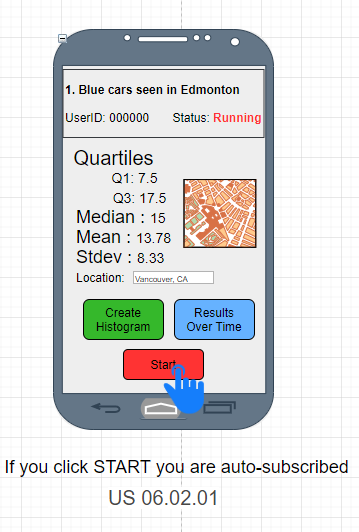 1. Blue cars seen in Edmonton
UserID: 000000 Status: Running
Quartiles
Q1: 7.5
Q3: 17.5
Median : 15
Mean : 13.78
Stdev : 8.33
Location: Vancouver, CA
Create
Histogram
Results
Over Time
Start
If you click START you are auto-subscribed
US 06.02.01